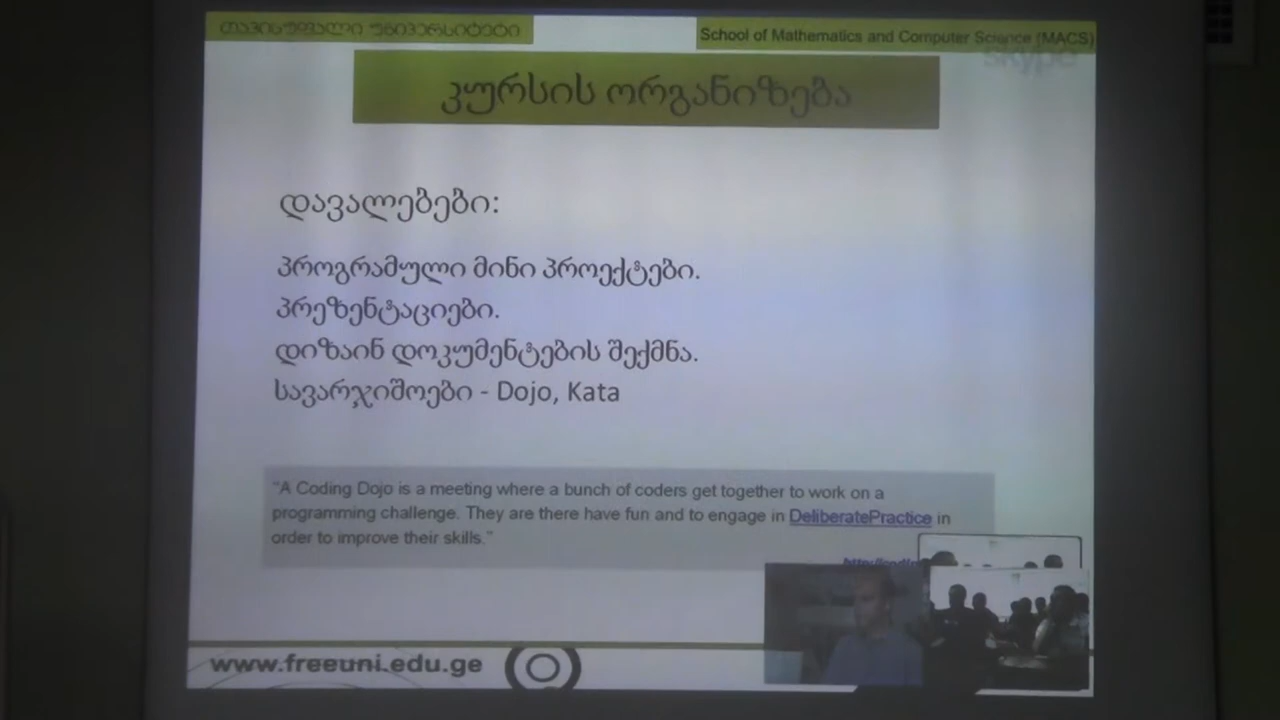 თავისუფალი უნივერსიტეტი
School of Mathematics and Computer Science (MACS)
skype
კურსის ორგანიზება
დავალებები:
პროგრამული მინი პროექტები.
პრეზენტაციები.
დიზაინ დოკუმენტების შექმნა.
სავარჯიშოები - Dojo, Kata
"A Coding Dojo is a meeting where a bunch of coders get together to work on a
programming challenge. They are there have fun and to engage in DeliberatePractice in
order to improve their skills."
www.freeuni.edu.ge